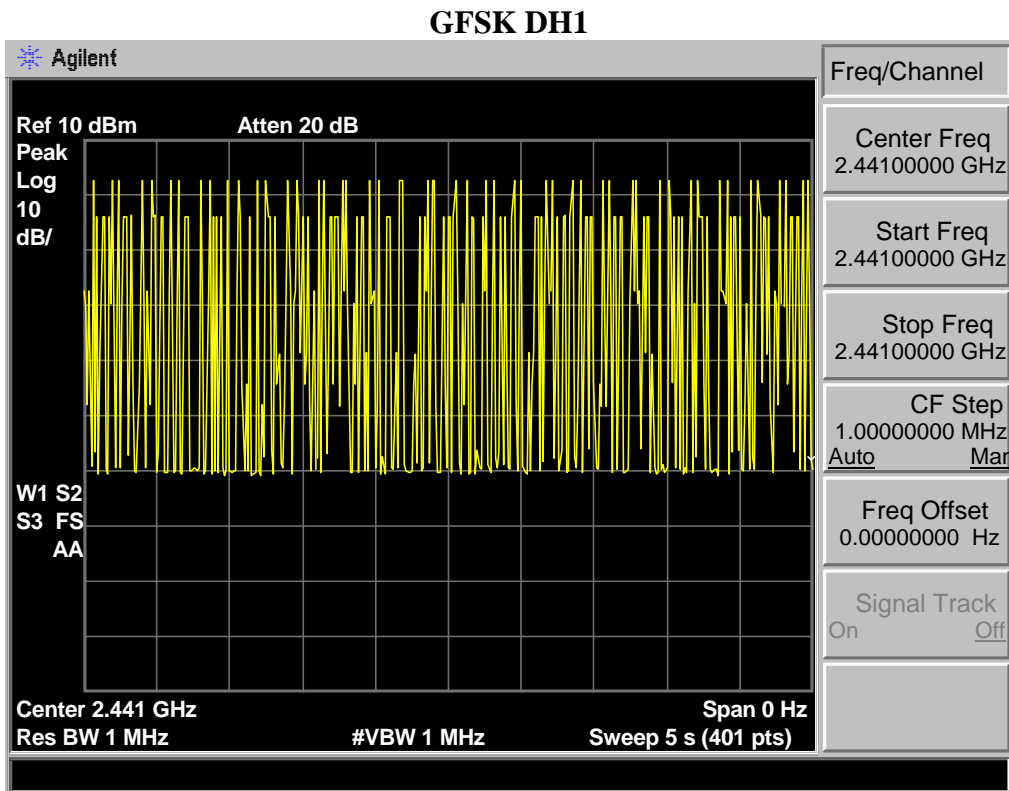 GFSK DH1
Agilent
Freq/Channel
Ref 10 dBm Atten 20 dB
Peak
Log
10
dB/
W1 S2
S3 FS
AA
Center 2.441 GHz Span 0 Hz
Res BW 1 MHz #VBW 1 MHz Sweep 5 s (401 pts)
Center Freq
2.44100000 GHz
Start Freq
2.44100000 GHz
Stop Freq
2.44100000 GHz
CF Step
1.00000000 MHz
Auto Mar
Freq Offset
0.00000000 Hz
Signal Track
On Off